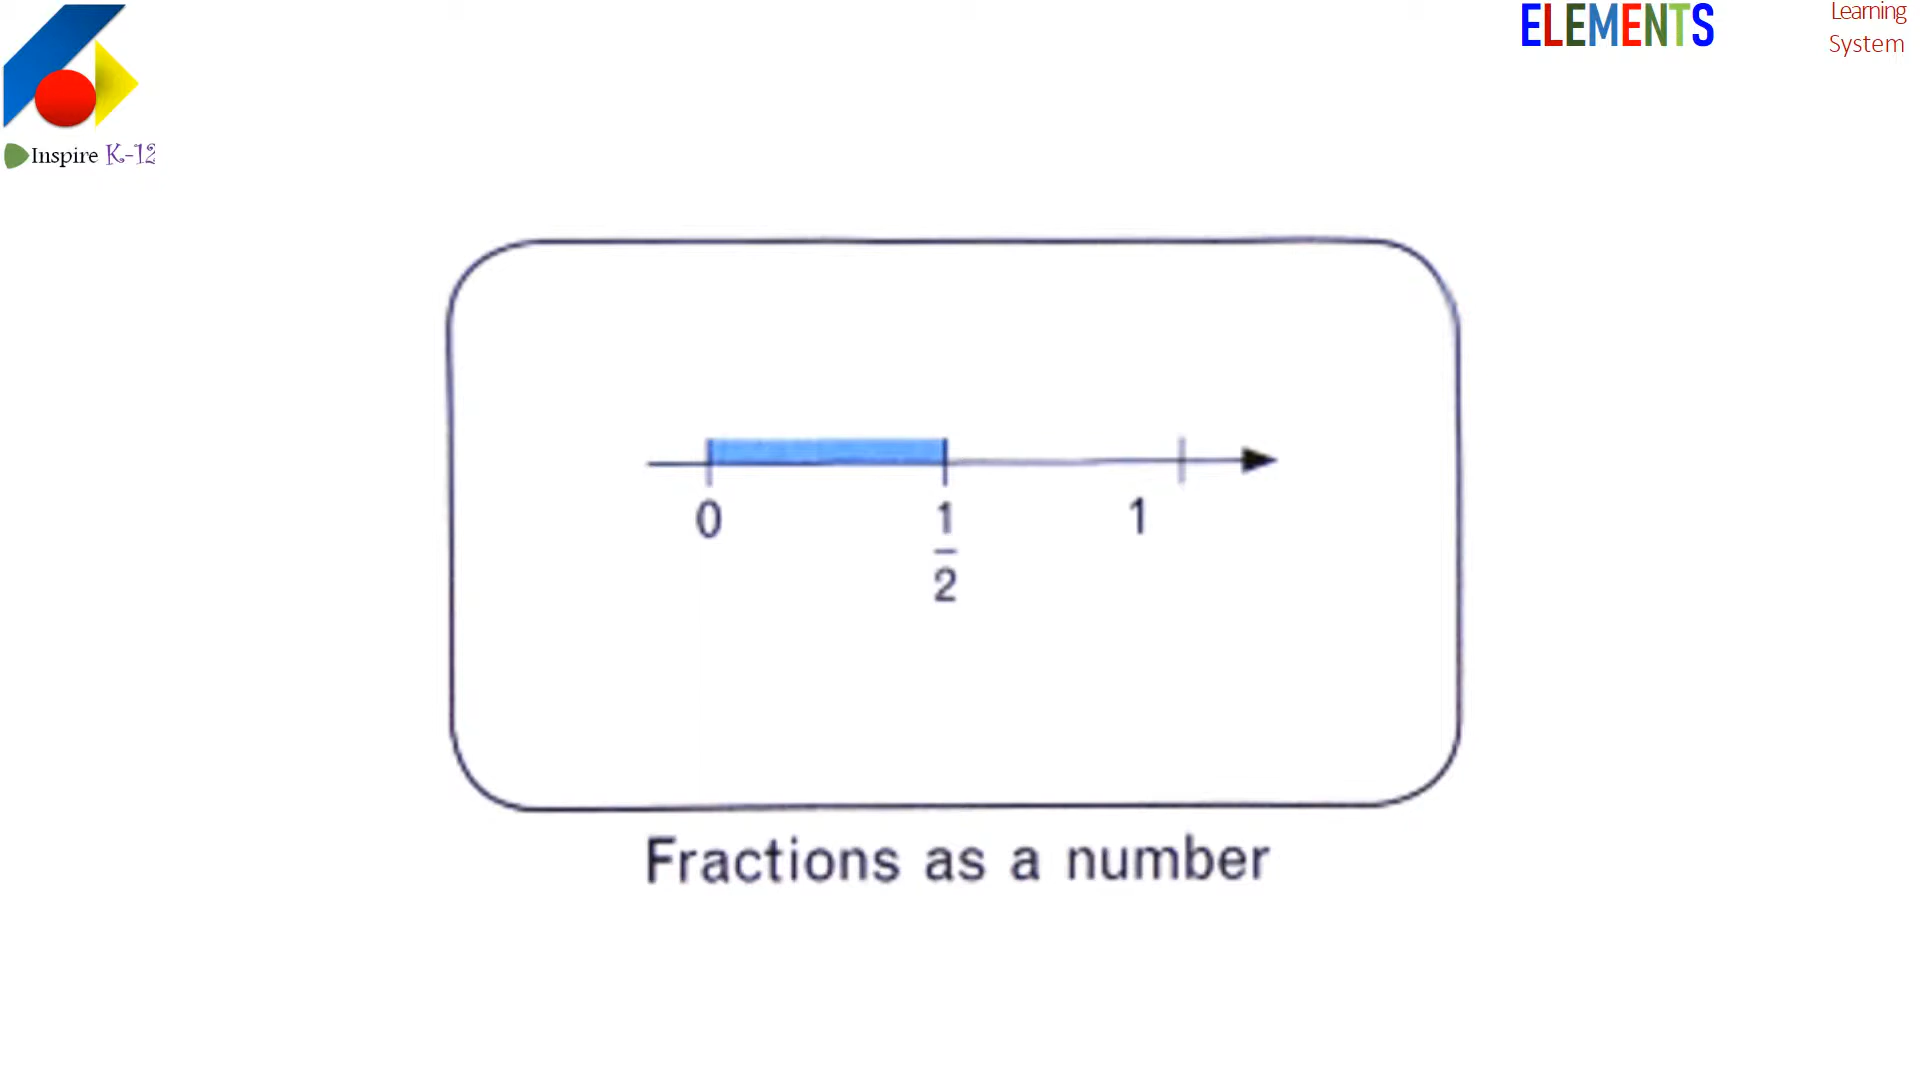 ELEMENTS
Learning
System
Inspire K-12
0 1/2 1
Fractions as a number